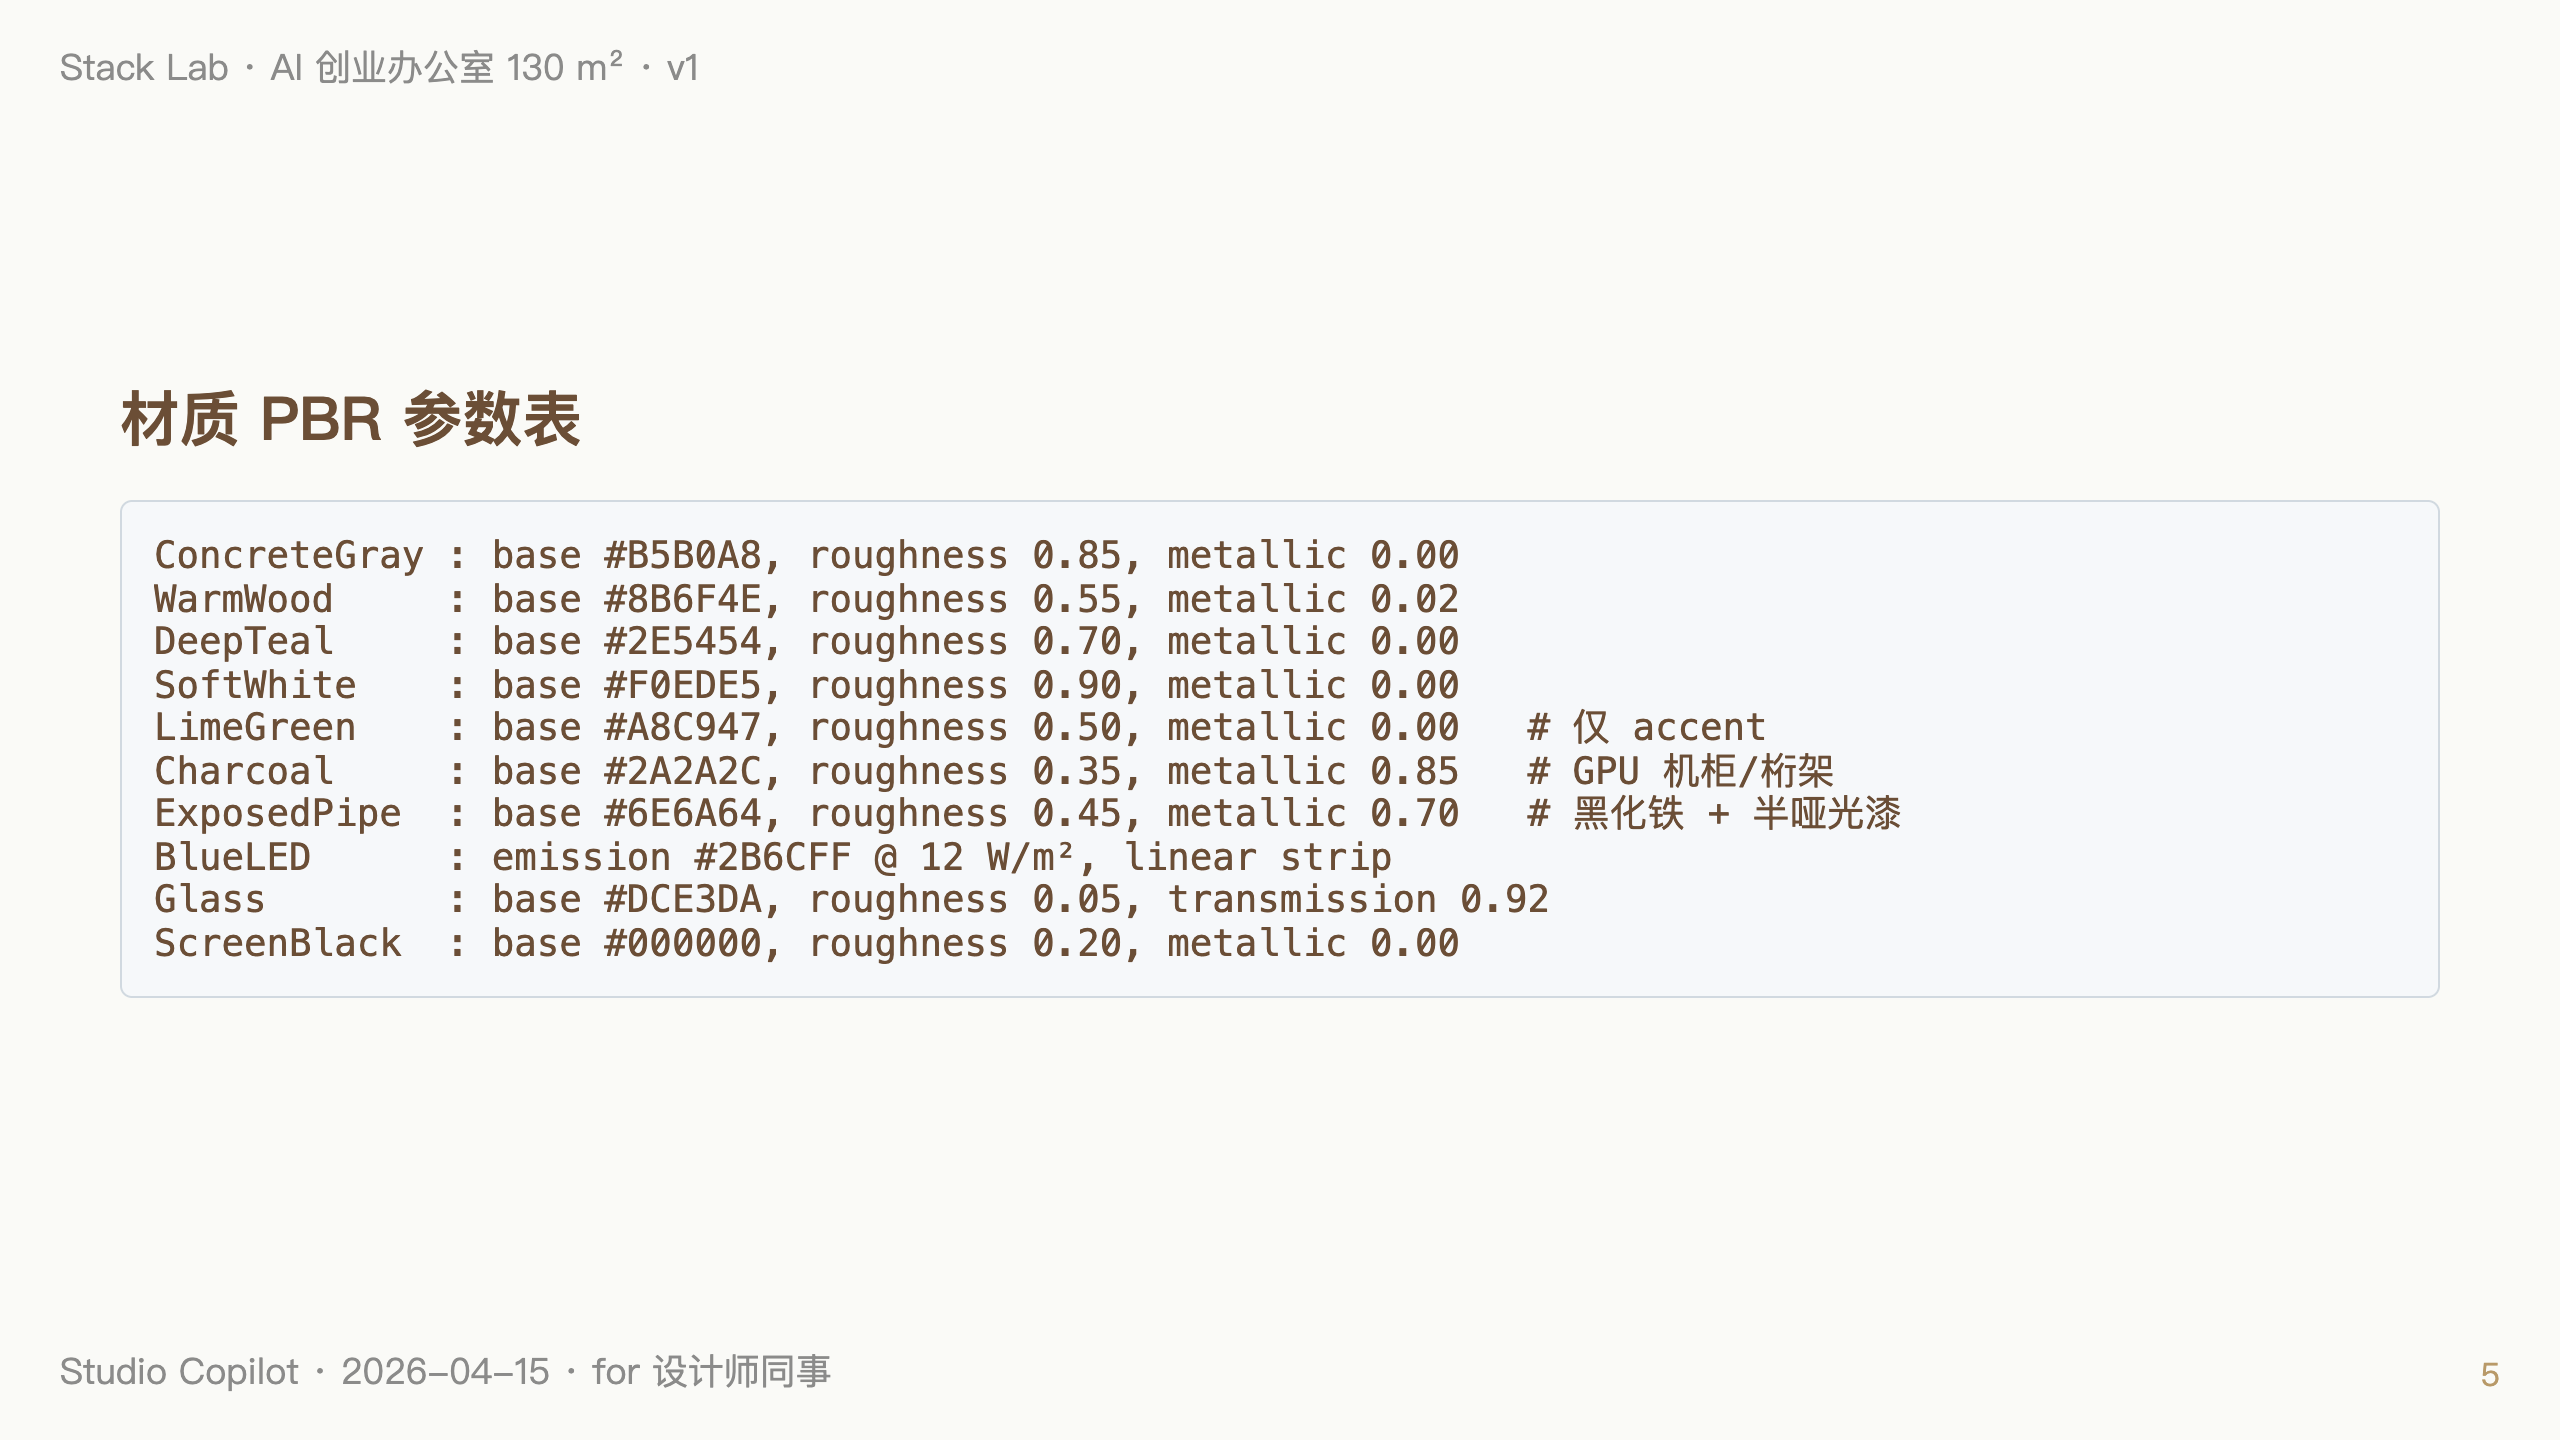 Stack Lab · AI 创业办公室 130 m² · v1
材质 PBR 参数表
ConcreteGray : base #B5B0A8, roughness 0.85, metallic 0.00
WarmWood     : base #8B6F4E, roughness 0.55, metallic 0.02
DeepTeal     : base #2E5454, roughness 0.70, metallic 0.00
SoftWhite    : base #F0EDE5, roughness 0.90, metallic 0.00
LimeGreen    : base #A8C947, roughness 0.50, metallic 0.00   # 仅 accent
Charcoal     : base #2A2A2C, roughness 0.35, metallic 0.85   # GPU 机柜/桁架
ExposedPipe  : base #6E6A64, roughness 0.45, metallic 0.70   # 黑化铁 + 半哑光漆
BlueLED      : emission #2B6CFF @ 12 W/m², linear strip
Glass        : base #DCE3DA, roughness 0.05, transmission 0.92
ScreenBlack  : base #000000, roughness 0.20, metallic 0.00
Studio Copilot · 2026-04-15 · for 设计师同事
5